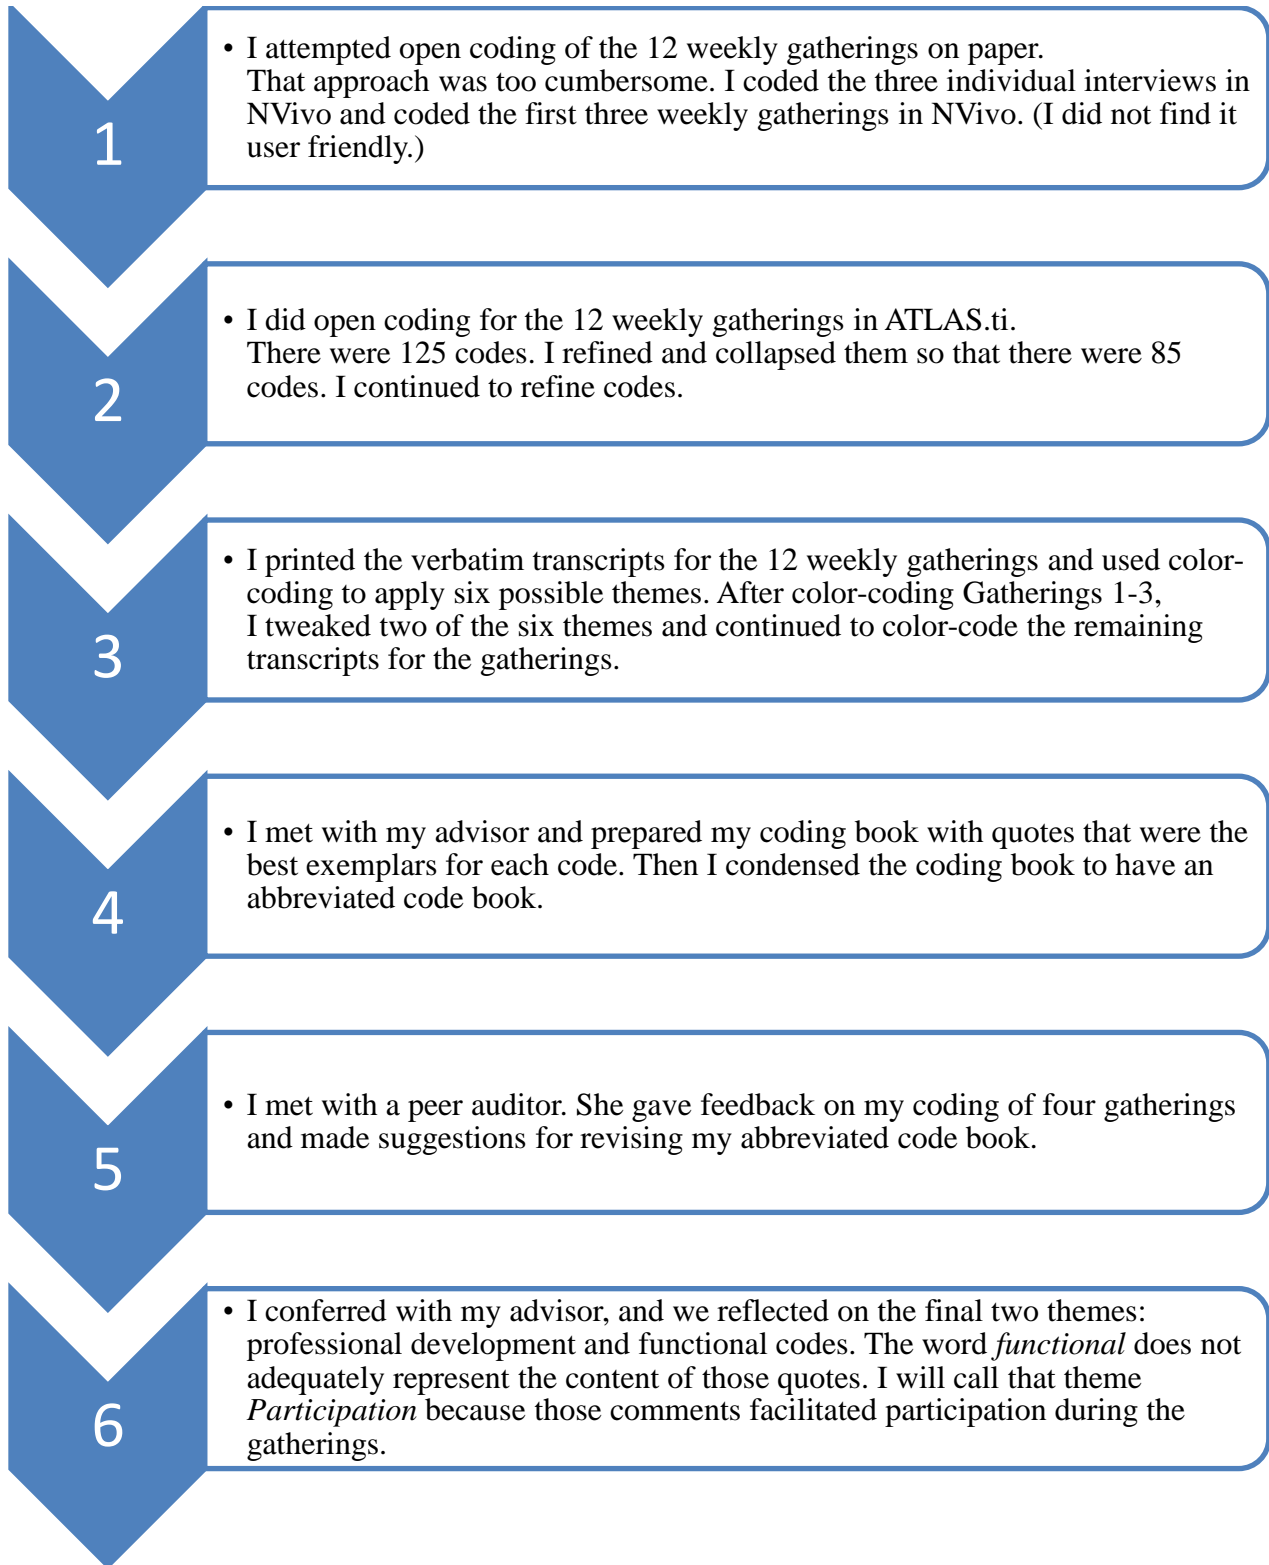 1
• I attempted open coding of the 12 weekly gatherings on paper.
That approach was too cumbersome. I coded the three individual interviews in
NVivo and coded the first three weekly gatherings in NVivo. (I did not find it
user friendly.)
2
• I did open coding for the 12 weekly gatherings in ATLAS.ti.
There were 125 codes. I refined and collapsed them so that there were 85
codes. I continued to refine codes.
3
• I printed the verbatim transcripts for the 12 weekly gatherings and used color-
coding to apply six possible themes. After color-coding Gatherings 1-3,
I tweaked two of the six themes and continued to color-code the remaining
transcripts for the gatherings.
4
• I met with my advisor and prepared my coding book with quotes that were the
best exemplars for each code. Then I condensed the coding book to have an
abbreviated code book.
5
• I met with a peer auditor. She gave feedback on my coding of four gatherings
and made suggestions for revising my abbreviated code book.
6
• I conferred with my advisor, and we reflected on the final two themes:
professional development and functional codes. The word functional does not
adequately represent the content of those quotes. I will call that theme
Participation because those comments facilitated participation during the
gatherings.